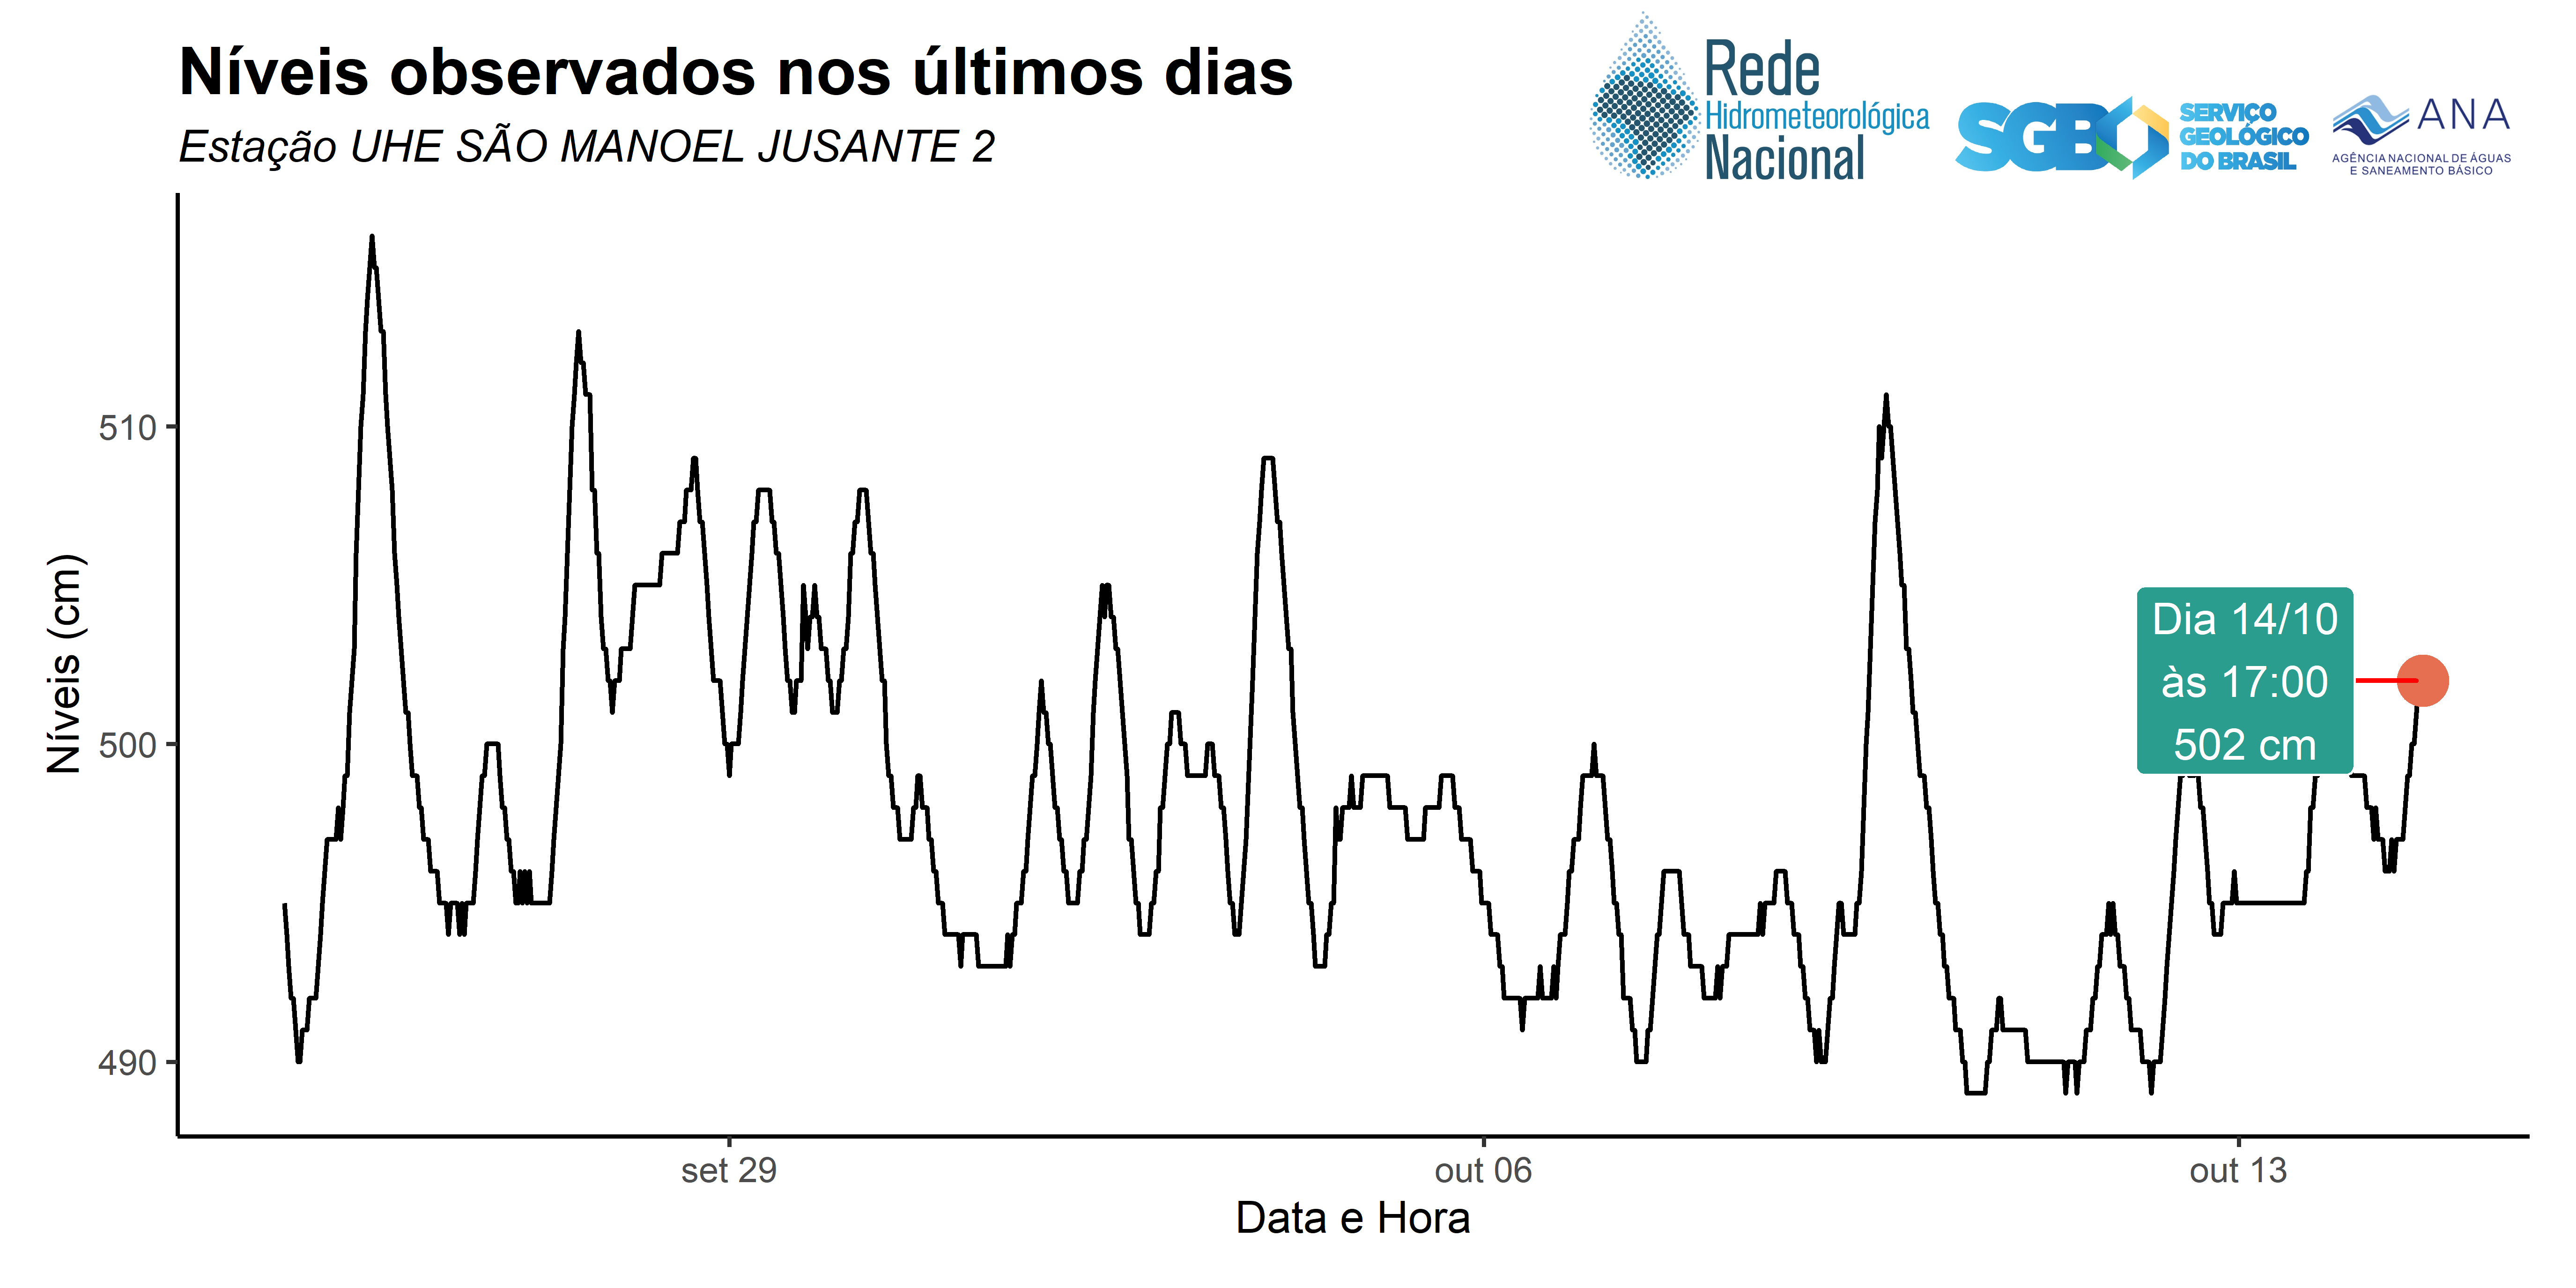 Níveis observados nos últimos dias
Estação UHE SÃO MANOEL JUSANTE 2
Rede
Hidrometeorológica
Nacional
SGB
SERVIÇO
GEOLÓGICO
DO BRASIL
ANA
AGÊNCIA NACIONAL DE ÁGUAS
E SANEAMENTO BÁSICO
Níveis (cm)
510
500
490
Dia 14/10
às 17:00
502 cm
set 29
out 06
out 13
Data e Hora